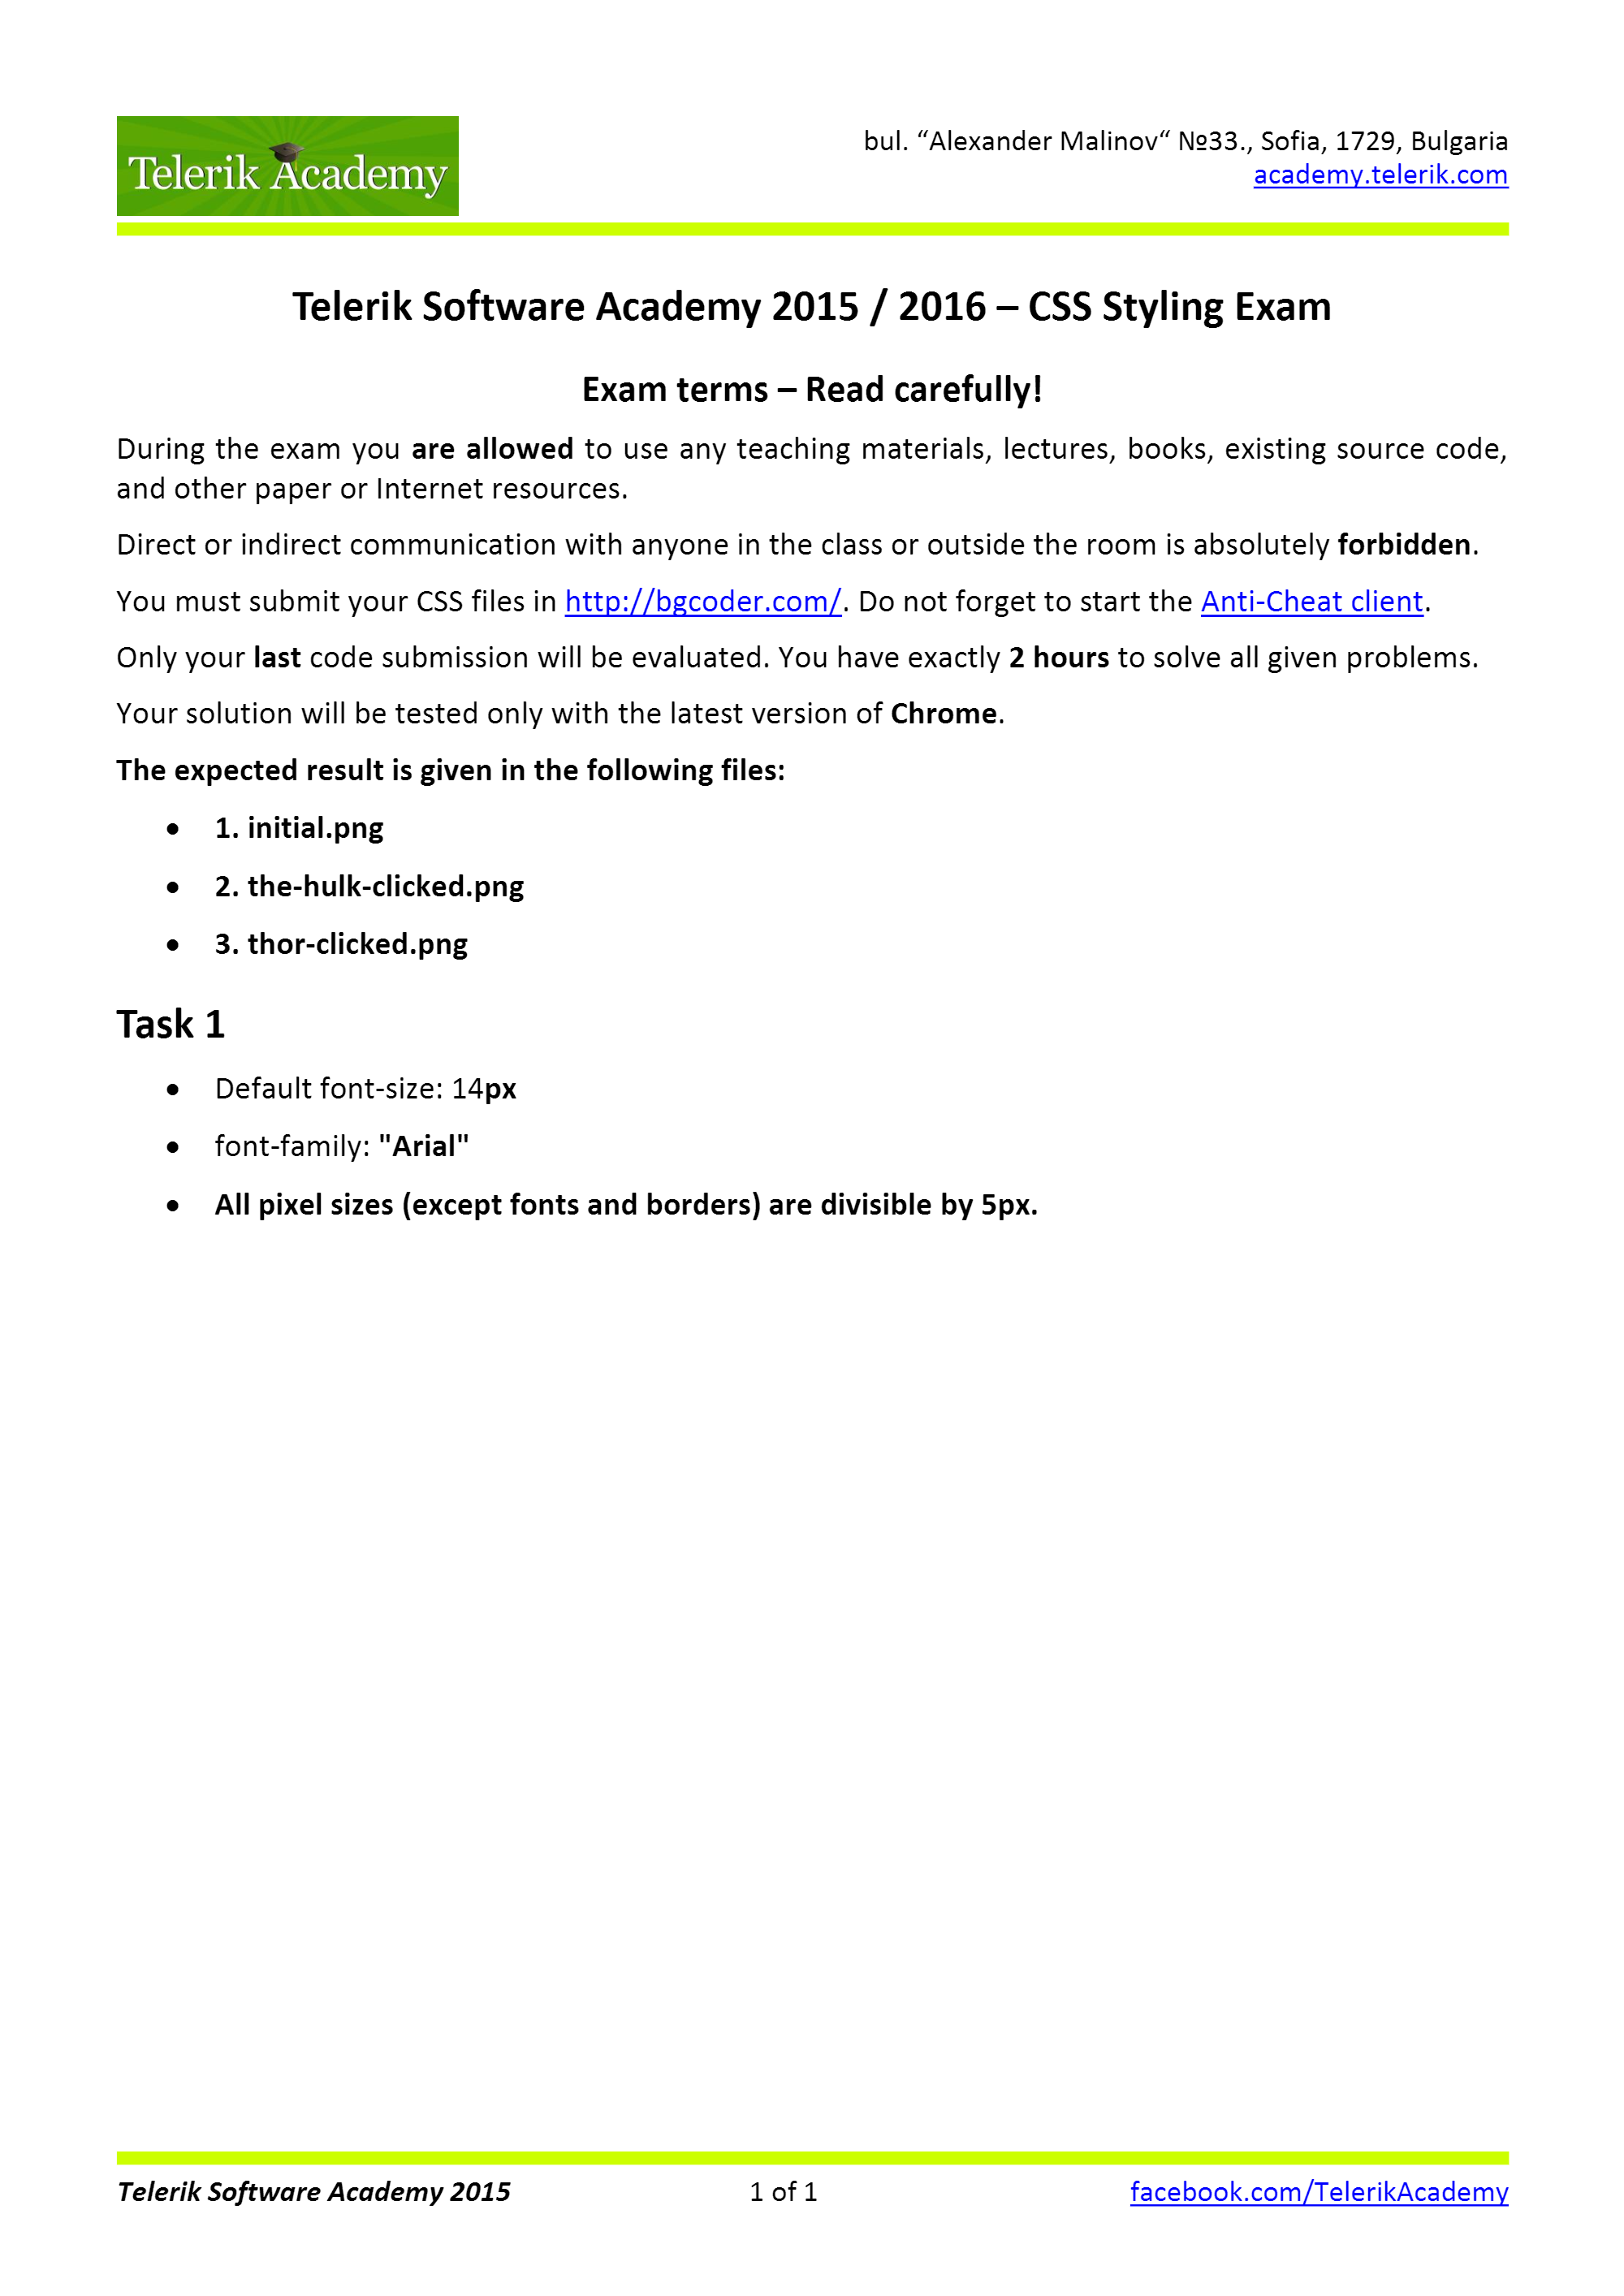 Telerik Academy
bul. “Alexander Malinov“ №33., Sofia, 1729, Bulgaria
academy.telerik.com
Telerik Software Academy 2015 / 2016 – CSS Styling Exam
Exam terms – Read carefully!
During the exam you are allowed to use any teaching materials, lectures, books, existing source code,
and other paper or Internet resources.
Direct or indirect communication with anyone in the class or outside the room is absolutely forbidden.
You must submit your CSS files in http://bgcoder.com/. Do not forget to start the Anti-Cheat client.
Only your last code submission will be evaluated. You have exactly 2 hours to solve all given problems.
Your solution will be tested only with the latest version of Chrome.
The expected result is given in the following files:
• 1. initial.png
• 2. the-hulk-clicked.png
• 3. thor-clicked.png
Task 1
• Default font-size: 14px
• font-family: "Arial"
• All pixel sizes (except fonts and borders) are divisible by 5px.
Telerik Software Academy 2015 1 of 1 facebook.com/TelerikAcademy